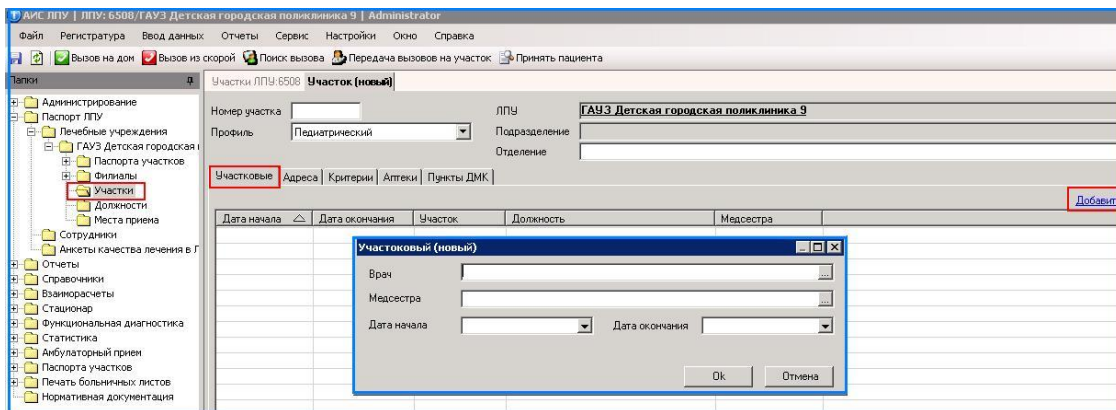 АИС ЛПУ | ЛПУ: 6508/ГАУЗ Детская городская поликлиника 9 | Administrator
Файл Регистратура Ввод данных Отчеты Сервис Настройки Окно Справка
Вызов на дом Вызов из скорой Поиск вызова Передача вызовов на участок Принять пациента
Папки
Администрирование
Паспорт ЛПУ
Лечебные учреждения
ГАУЗ Детская городская
Паспорта участков
Филиалы
Участки
Должности
Места приема
Сотрудники
Анкеты качества лечения в Л
Отчеты
Справочники
Взаиморасчеты
Стационар
Функциональная диагностика
Статистика
Амбулаторный прием
Паспорта участков
Печать больничных листов
Нормативная документация
Участки ЛПУ:6508 Участок (новый)
Номер участка ЛПУ ГАУЗ Детская городская поликлиника 9
Профиль Педиатрический Подразделение
Отделение
Участковые Адреса Критерии Аптеки Пункты ДМК
Добавит
Дата начала Дата окончания Участок Должность Медсестра
Участоковый (новый)
Врач ...
Медсестра ...
Дата начала Дата окончания
Ok Отмена